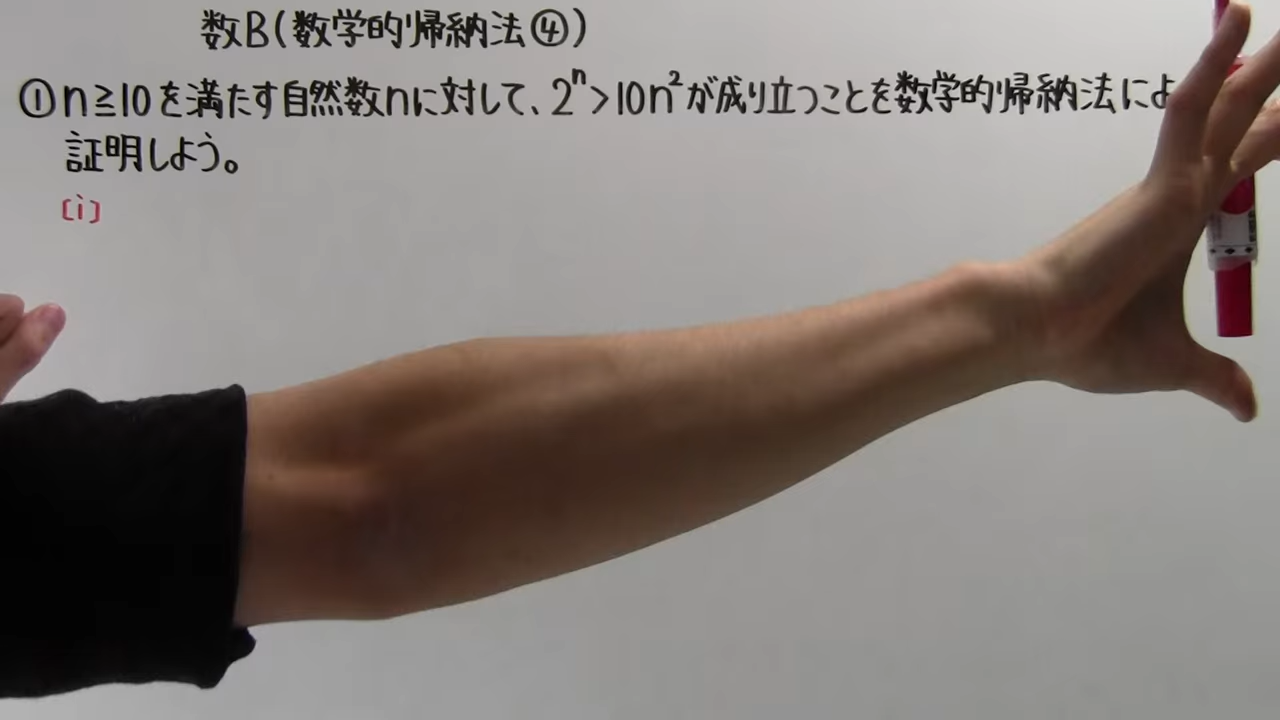 数B(数学的帰納法④)
①n≧10を満たす自然数nに対して、2ⁿ>10n²が成り立つことを数学的帰納法によ
証明しよう。
[i]